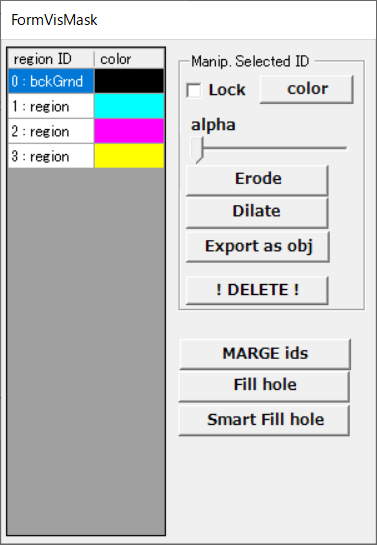 FormVisMask
region ID color
0 : bckGrnd
1 : region
2 : region
3 : region
Manip. Selected ID
Lock color
alpha
Erode
Dilate
Export as obj
! DELETE !
MARGE ids
Fill hole
Smart Fill hole